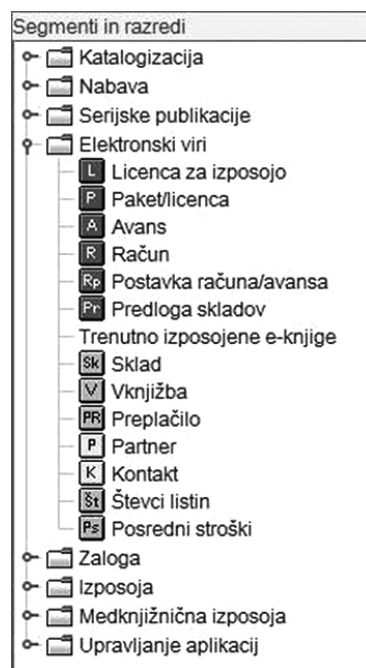 Segmenti in razredi
Katalogizacija
Nabava
Serijske publikacije
Elektronski viri
L Licenca za izposojo
P Paket/licenca
A Avans
R Račun
Rp Postavka računa/avansa
Pr Predloga skladov
Trenutno izposojene e-knjige
Sk Sklad
V Vknjižba
PR Preplačilo
P Partner
K Kontakt
Št Števci listin
Ps Posredni stroški
Zaloga
Izposoja
Medknjižnična izposoja
Upravljanje aplikacij